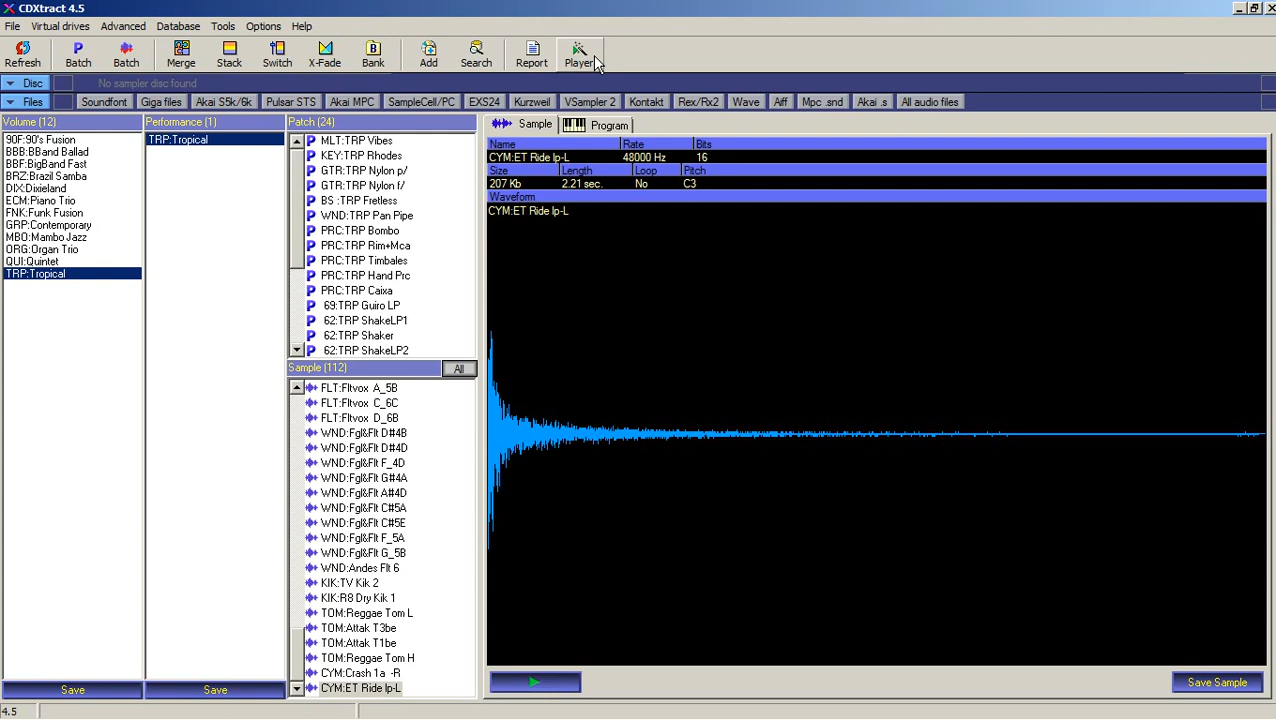 CDXtract 4.5
File Virtual drives Advanced Database Tools Options Help
Refresh Batch Batch Merge Stack Switch X-Fade Bank Add Search Report Player
Disc No sampler disc found
Files Soundfont Giga files Akai S5k/6k Pulsar STS Akai MPC SampleCell/PC EXS24 Kurzweil VSampler 2 Kontakt Rex/Rx2 Wave Aiff Mpc .snd Akai .s All audio files
Volume (12)
90F:90's Fusion
BBB:BBand Ballad
BBF:BigBand Fast
BRZ:Brazil Samba
DIX:Dixieland
ECM:Piano Trio
FNK:Funk Fusion
GRP:Contemporary
MBO:Mambo Jazz
ORG:Organ Trio
QUI:Quintet
TRP:Tropical
Save
Performance (1)
TRP:Tropical
Save
Patch (24)
MLT:TRP Vibes
KEY:TRP Rhodes
GTR:TRP Nylon p/
GTR:TRP Nylon f/
BS :TRP Fretless
WND:TRP Pan Pipe
PRC:TRP Bombo
PRC:TRP Rim+Mca
PRC:TRP Timbales
PRC:TRP Hand Prc
PRC:TRP Caixa
69:TRP Guiro LP
62:TRP ShakeLP1
62:TRP Shaker
62:TRP ShakeLP2
Sample (112) All
FLT:Fltvox A_5B
FLT:Fltvox C_6C
FLT:Fltvox D_6B
WND:Fgl&Flt D#4B
WND:Fgl&Flt D#4D
WND:Fgl&Flt F_4D
WND:Fgl&Flt G#4A
WND:Fgl&Flt A#4D
WND:Fgl&Flt C#5A
WND:Fgl&Flt C#5E
WND:Fgl&Flt F_5A
WND:Fgl&Flt G_5B
WND:Andes Flt 6
KIK:TV Kik 2
KIK:R8 Dry Kik 1
TOM:Reggae Tom L
TOM:Attak T3be
TOM:Attak T1be
TOM:Reggae Tom H
CYM:Crash 1a -R
CYM:ET Ride lp-L
Sample Program
Name Rate Bits
CYM:ET Ride lp-L 48000 Hz 16
Size Length Loop Pitch
207 Kb 2.21 sec. No C3
Waveform
CYM:ET Ride lp-L
Save Sample
4.5